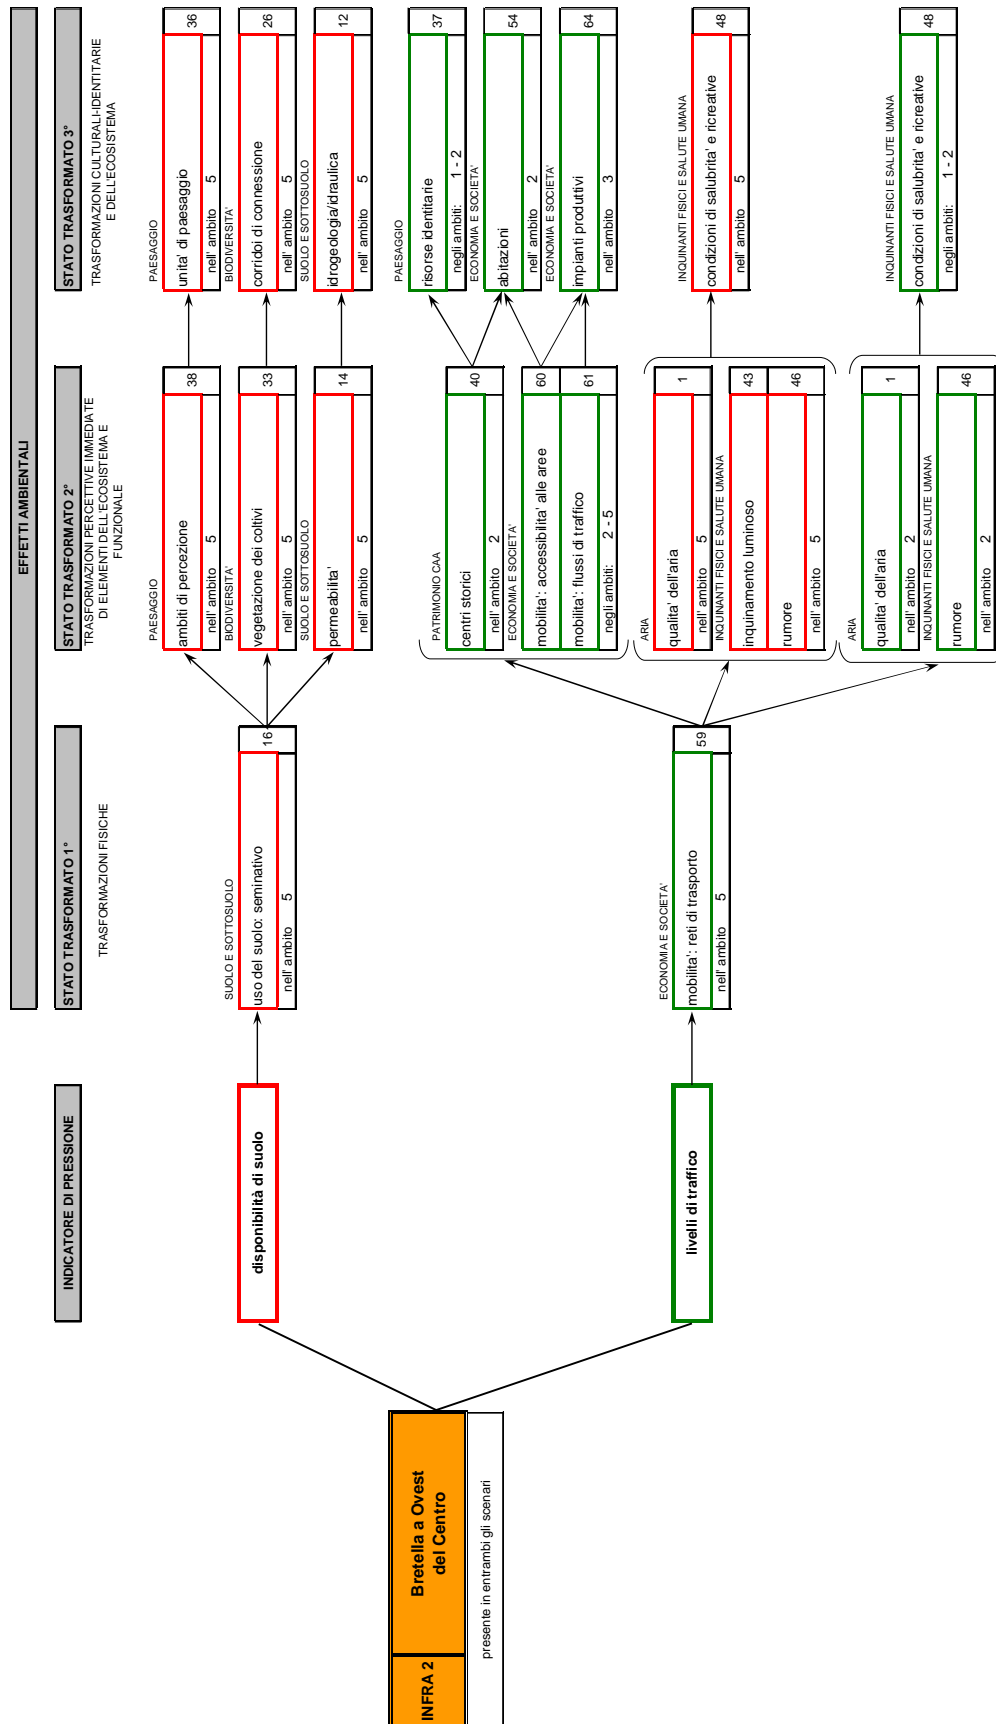 EFFETTI AMBIENTALI
INDICATORE DI PRESSIONE
STATO TRASFORMATO 1°
STATO TRASFORMATO 2°
STATO TRASFORMATO 3°
TRASFORMAZIONI FISICHE
TRASFORMAZIONI PERCETTIVE IMMEDIATE
DI ELEMENTI DELL'ECOSISTEMA E
FUNZIONALE
TRASFORMAZIONI CULTURALI-IDENTITARIE
E DELL'ECOSISTEMA
INFRA 2
Bretella a Ovest
del Centro
presente in entrambi gli scenari
disponibilità di suolo
SUOLO E SOTTOSUOLO
uso del suolo: seminativo 16
nell' ambito 5
PAESAGGIO
ambiti di percezione 38
nell' ambito 5
BIODIVERSITA'
vegetazione dei coltivi 33
nell' ambito 5
SUOLO E SOTTOSUOLO
permeabilita' 14
nell' ambito 5
PAESAGGIO
unita' di paesaggio 36
nell' ambito 5
BIODIVERSITA'
corridoi di connessione 26
nell' ambito 5
SUOLO E SOTTOSUOLO
idrogeologia/idraulica 12
nell' ambito 5
livelli di traffico
ECONOMIA E SOCIETA'
mobilita': reti di trasporto 59
nell' ambito 5
PATRIMONIO CAA
centri storici 40
nell' ambito 2
ECONOMIA E SOCIETA'
mobilita': accessibilita' alle aree 60
mobilita': flussi di traffico 61
negli ambiti: 2 - 5
PAESAGGIO
risorse identitarie 37
negli ambiti: 1 - 2
ECONOMIA E SOCIETA'
abitazioni 54
nell' ambito 2
ECONOMIA E SOCIETA'
impianti produttivi 64
nell' ambito 3
ARIA
qualita' dell'aria 1
nell' ambito 5
INQUINANTI FISICI E SALUTE UMANA
inquinamento luminoso 43
rumore 46
nell' ambito 5
INQUINANTI FISICI E SALUTE UMANA
condizioni di salubrita' e ricreative 48
nell' ambito 5
ARIA
qualita' dell'aria 1
nell' ambito 2
INQUINANTI FISICI E SALUTE UMANA
rumore 46
nell' ambito 2
INQUINANTI FISICI E SALUTE UMANA
condizioni di salubrita' e ricreative 48
negli ambiti: 1 - 2